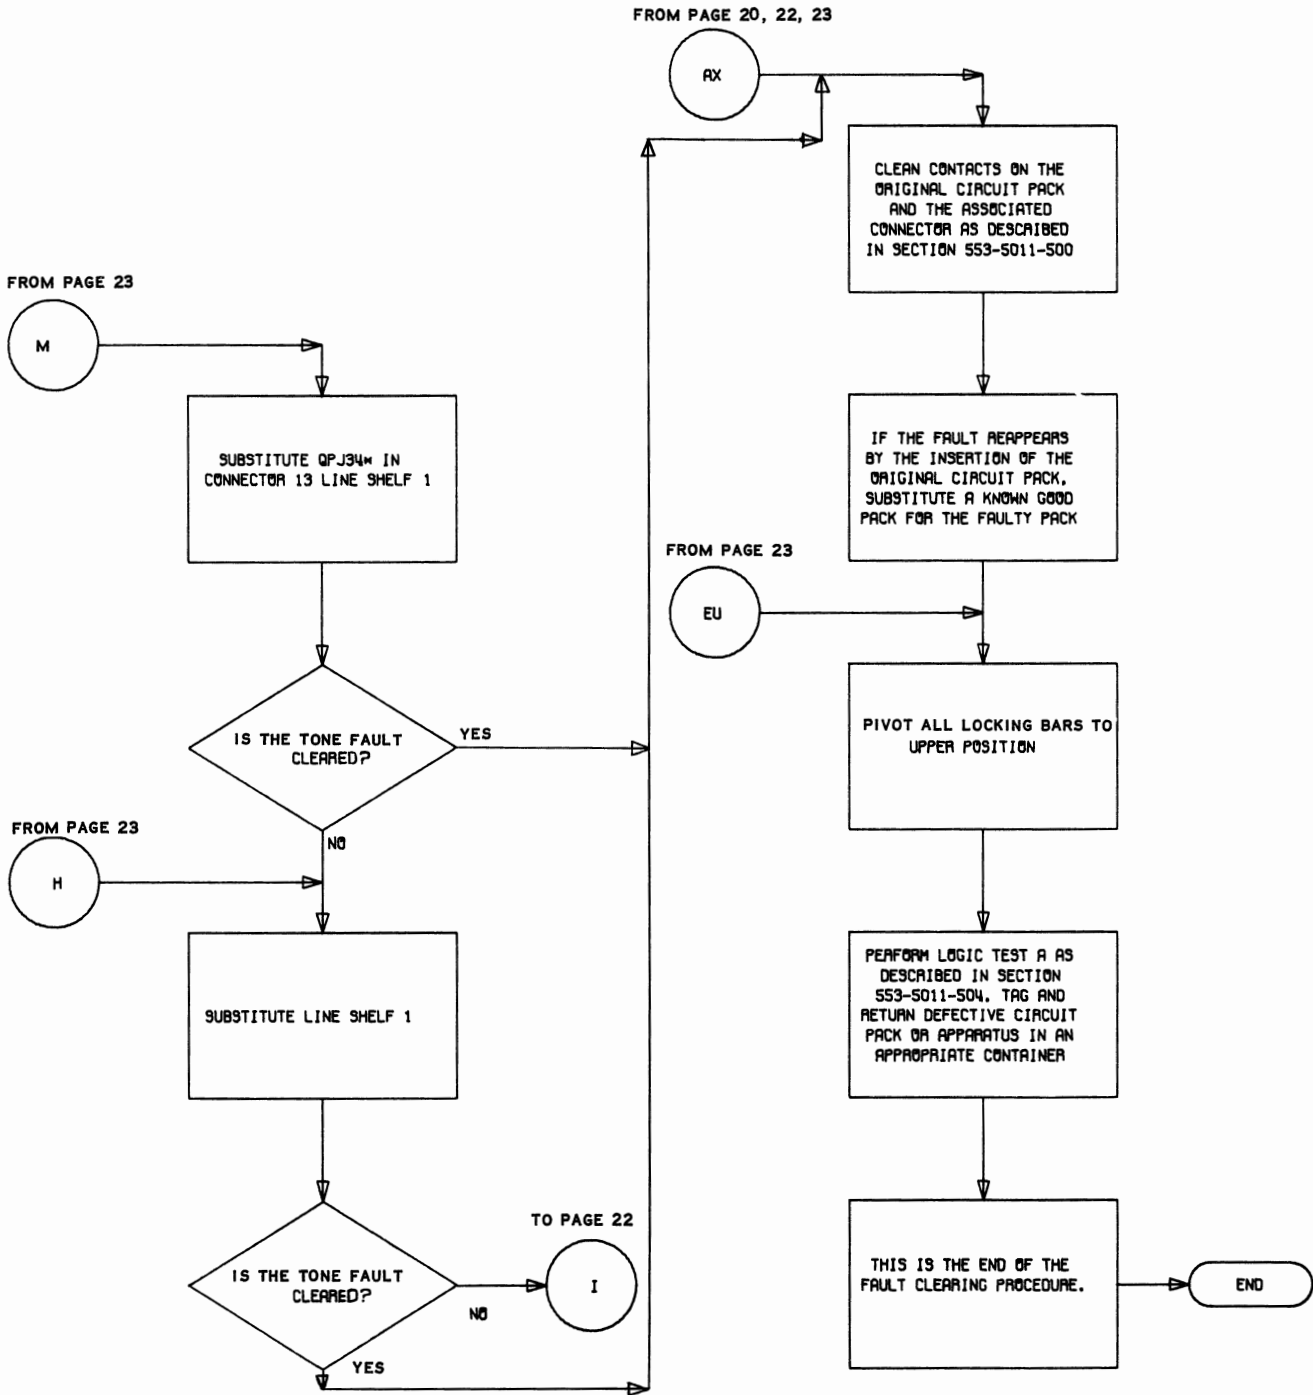 FROM PAGE 20, 22, 23
AX
CLEAN CONTACTS ON THE
ORIGINAL CIRCUIT PACK
AND THE ASSOCIATED
CONNECTOR AS DESCRIBED
IN SECTION 553-5011-500
FROM PAGE 23
M
SUBSTITUTE QPJ34* IN
CONNECTOR 13 LINE SHELF 1
IF THE FAULT REAPPEARS
BY THE INSERTION OF THE
ORIGINAL CIRCUIT PACK,
SUBSTITUTE A KNOWN GOOD
PACK FOR THE FAULTY PACK
FROM PAGE 23
EU
IS THE TONE FAULT
CLEARED?
YES
NO
PIVOT ALL LOCKING BARS TO
UPPER POSITION
FROM PAGE 23
H
SUBSTITUTE LINE SHELF 1
PERFORM LOGIC TEST A AS
DESCRIBED IN SECTION
553-5011-504. TAG AND
RETURN DEFECTIVE CIRCUIT
PACK OR APPARATUS IN AN
APPROPRIATE CONTAINER
IS THE TONE FAULT
CLEARED?
NO
YES
TO PAGE 22
I
THIS IS THE END OF THE
FAULT CLEARING PROCEDURE.
END